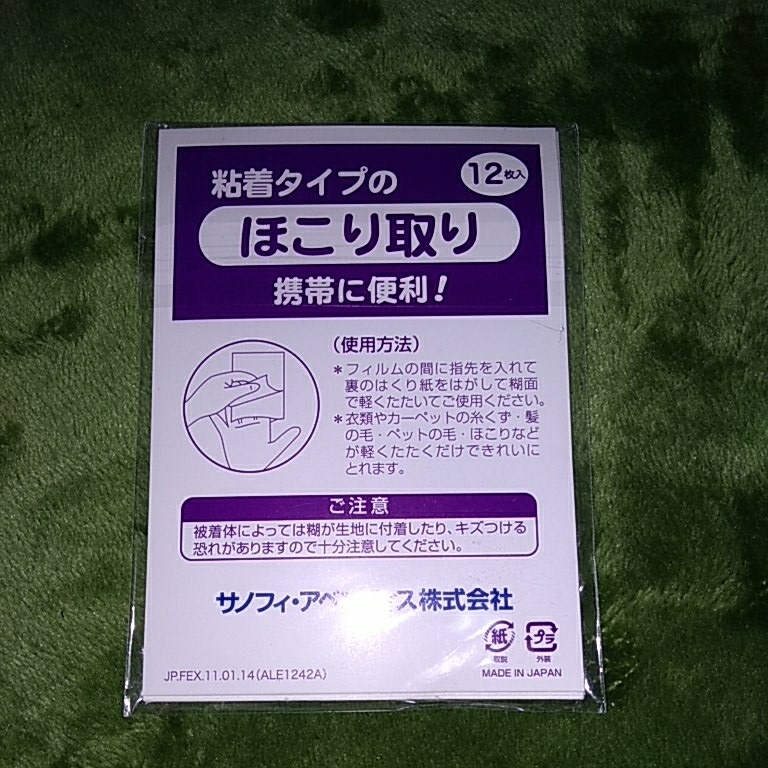 粘着タイプの
12枚入
ほこり取り
携帯に便利!
(使用方法)
*フィルムの間に指先を入れて
裏のはくり紙をはがして糊面
で軽くたたいてご使用ください。
*衣類やカーペットの糸くず・髪
の毛・ペットの毛・ほこりなど
が軽くたたくだけできれいに
とれます。
ご注意
被着体によっては糊が生地に付着したり、キズつける
恐れがありますので十分注意してください。
サノフィ・アベ ス株式会社
紙 プラ
取説 外装
JP.FEX.11.01.14(ALE1242A)
MADE IN JAPAN